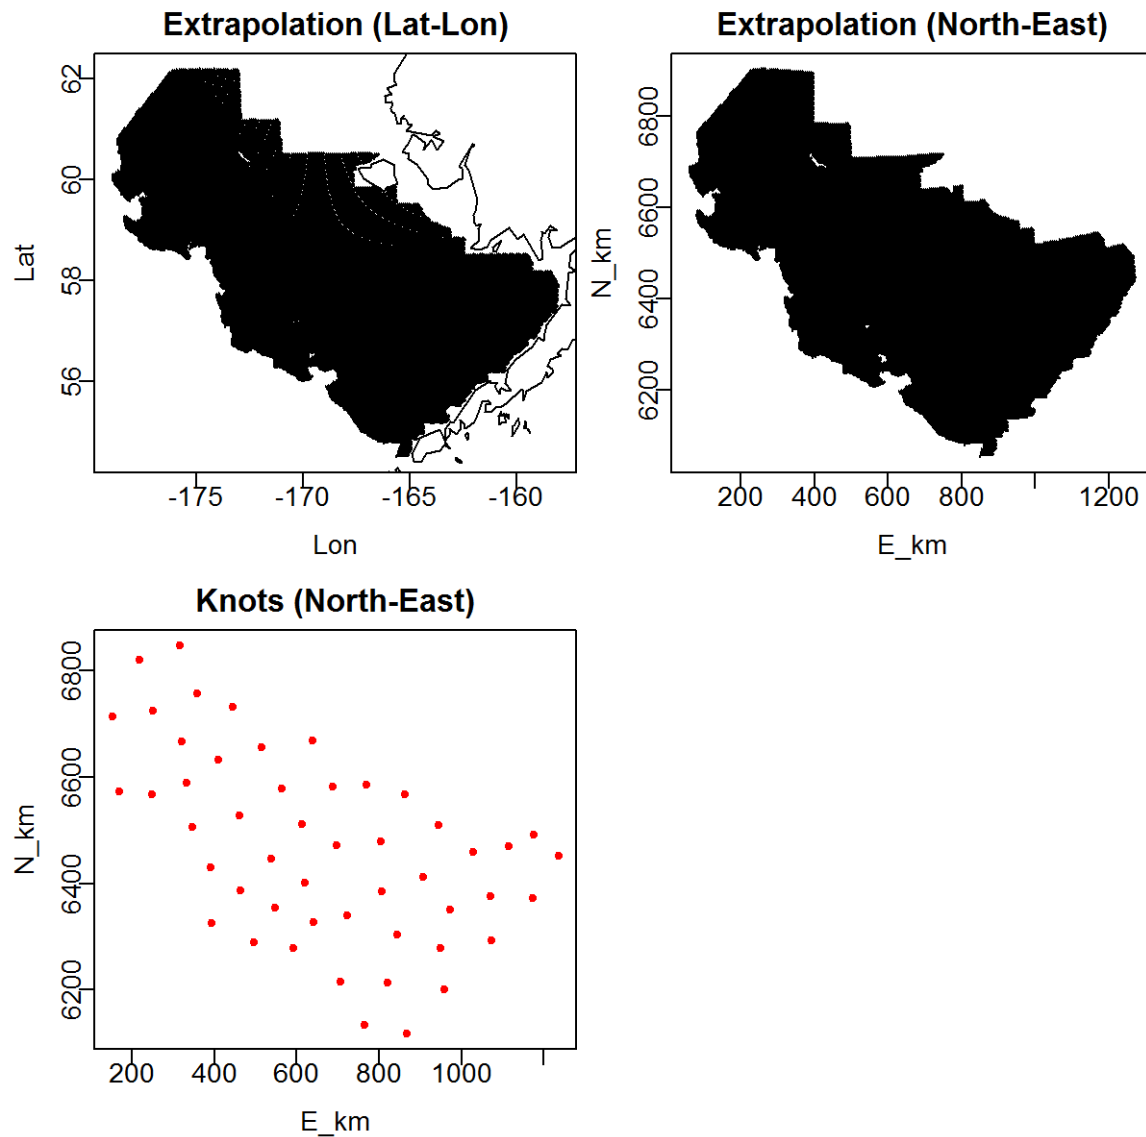 Extrapolation (Lat-Lon)
Lat
62
60
58
56
-175
-170
-165
-160
Lon
Extrapolation (North-East)
N_km
6800
6600
6400
6200
200
400
600
800
1200
E_km
Knots (North-East)
N_km
6800
6600
6400
6200
200
400
600
800
1000
E_km